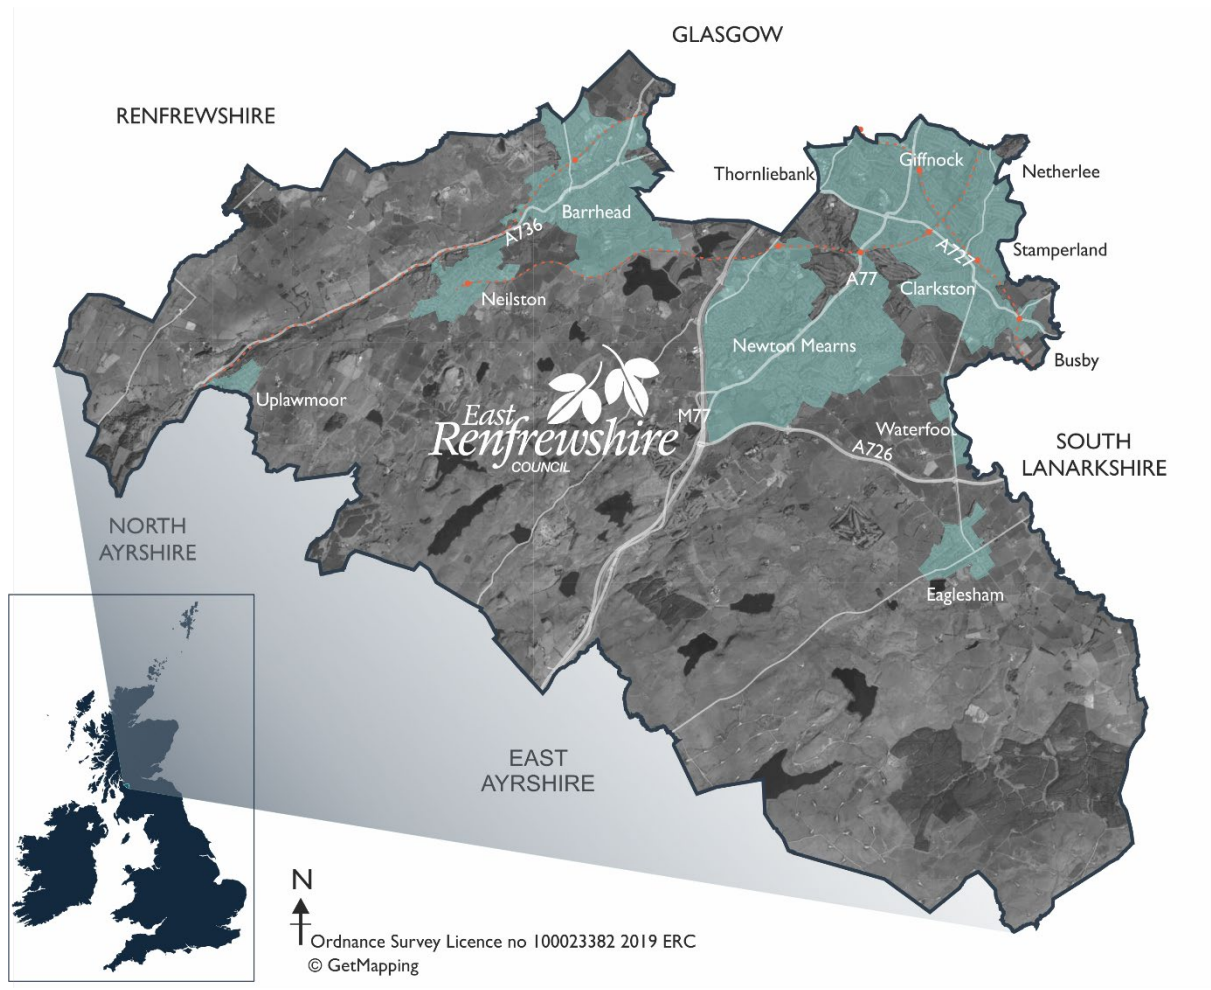 GLASGOW
RENFREWSHIRE
Giffnock
Thornliebank
Netherlee
Barrhead
A736
A727
Stamperland
A77
Clarkston
Neilston
Newton Mearns
Busby
Uplawmoor
East
Renfrewshire
COUNCIL
M77
Waterfoot
A726
SOUTH
LANARKSHIRE
NORTH
AYRSHIRE
Eaglesham
EAST
AYRSHIRE
N
Ordnance Survey Licence no 100023382 2019 ERC
© GetMapping